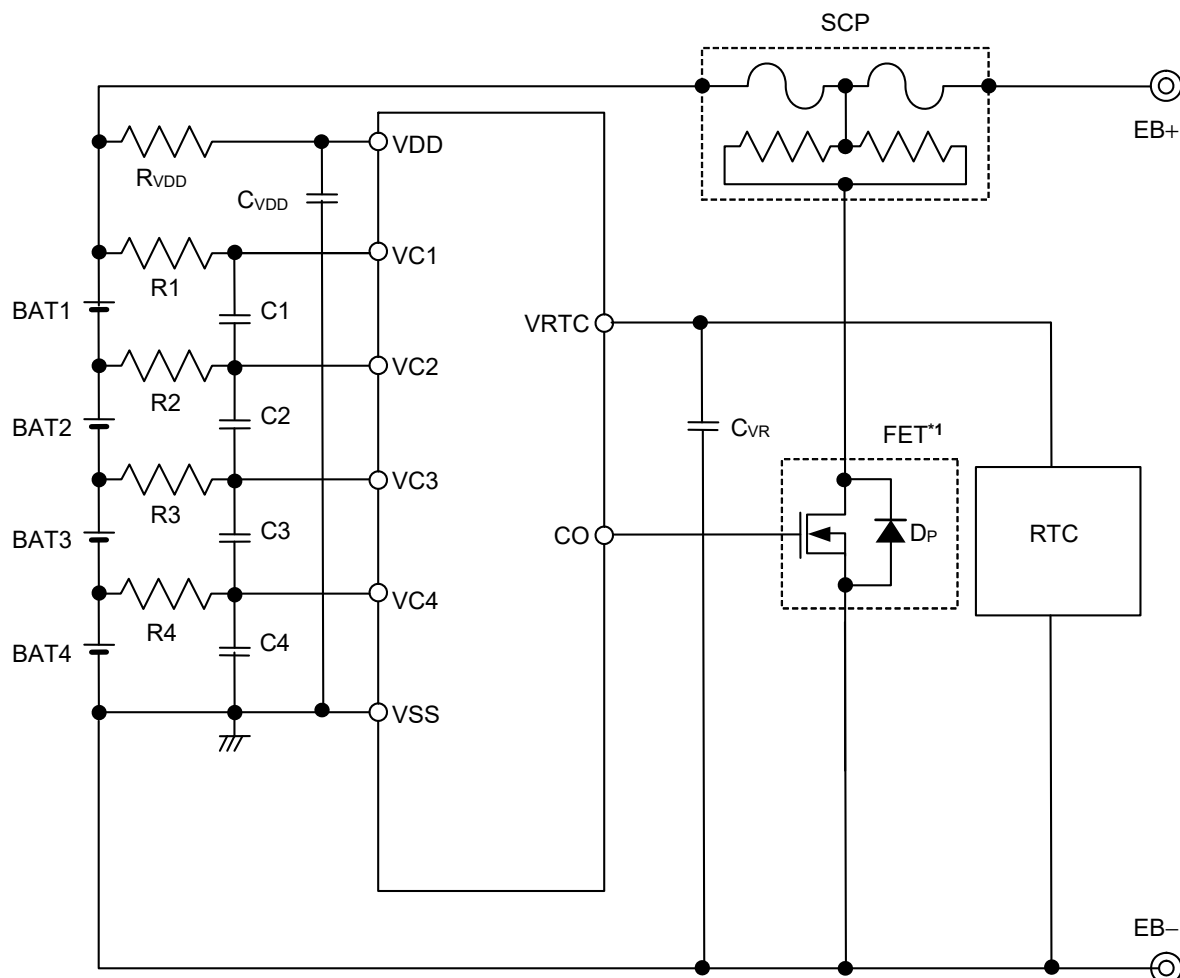 SCP
EB+
VDD
RVDD
CVDD
VC1
R1
BAT1
C1
VRTC
VC2
R2
C2
BAT2
CVR
FET*1
VC3
R3
C3
BAT3
CO
DP
RTC
VC4
R4
C4
BAT4
VSS
EB−